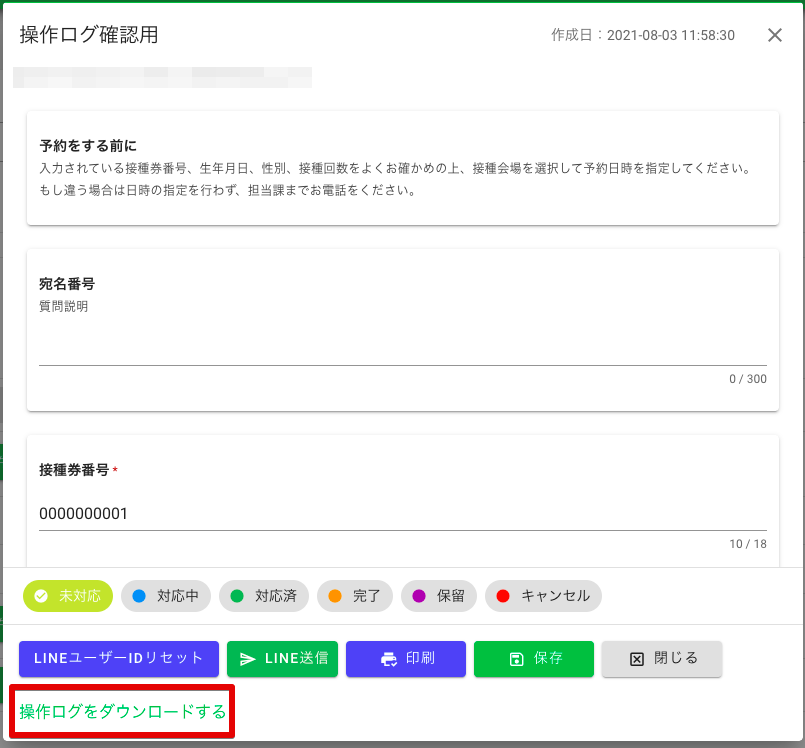 操作ログ確認用
作成日：2021-08-03 11:58:30
予約をする前に
入力されている接種券番号、生年月日、性別、接種回数をよくお確かめの上、接種会場を選択して予約日時を指定してください。
もし違う場合は日時の指定を行わず、担当課までお電話をください。
宛名番号
質問説明
0 / 300
接種券番号 *
0000000001
10 / 18
未対応 対応中 対応済 完了 保留 キャンセル
LINEユーザーIDリセット LINE送信 印刷 保存 閉じる
操作ログをダウンロードする